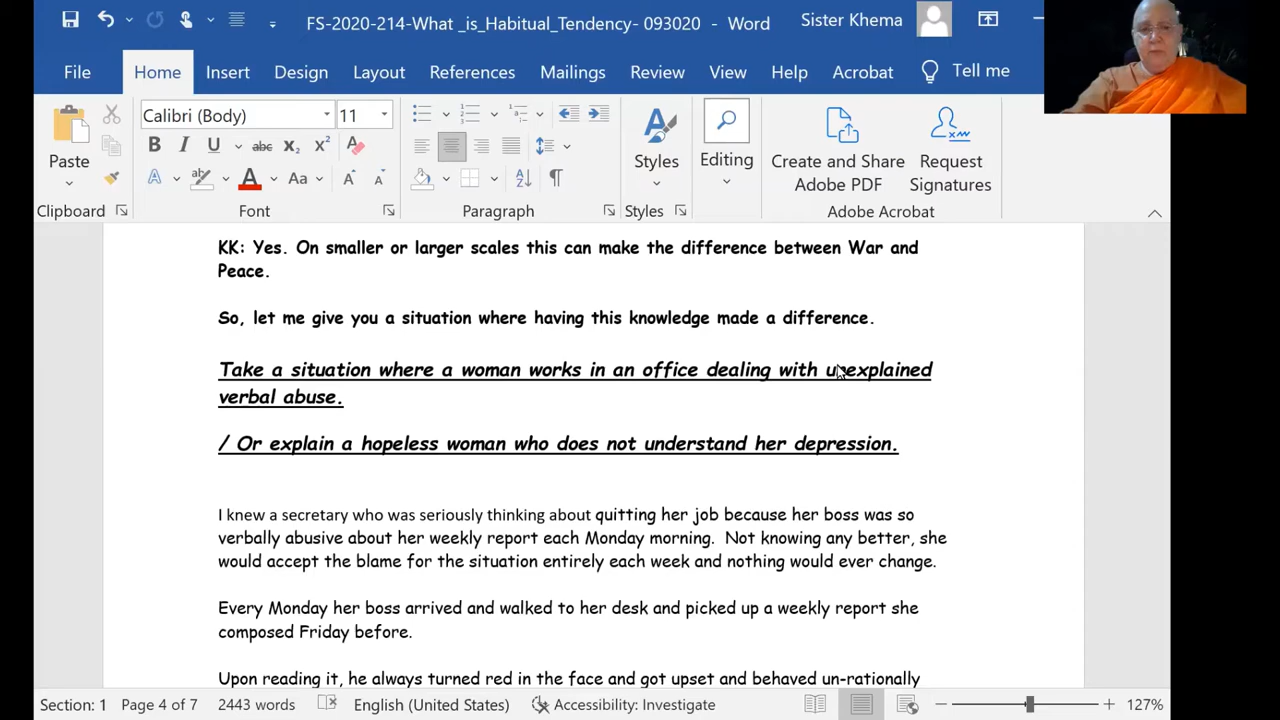 FS-2020-214-What _is_Habitual_Tendency- 093020 - Word
Sister Khema
File Home Insert Design Layout References Mailings Review View Help Acrobat Tell me
Calibri (Body) 11
Paste
Styles
Editing
Create and Share Adobe PDF
Request Signatures
Clipboard Font Paragraph Styles Adobe Acrobat
KK: Yes. On smaller or larger scales this can make the difference between War and
Peace.
So, let me give you a situation where having this knowledge made a difference.
Take a situation where a woman works in an office dealing with unexplained
verbal abuse.
/ Or explain a hopeless woman who does not understand her depression.
I knew a secretary who was seriously thinking about quitting her job because her boss was so
verbally abusive about her weekly report each Monday morning. Not knowing any better, she
would accept the blame for the situation entirely each week and nothing would ever change.
Every Monday her boss arrived and walked to her desk and picked up a weekly report she
composed Friday before.
Upon reading it, he always turned red in the face and got upset and behaved un-rationally
Section: 1 Page 4 of 7 2443 words English (United States) Accessibility: Investigate 127%